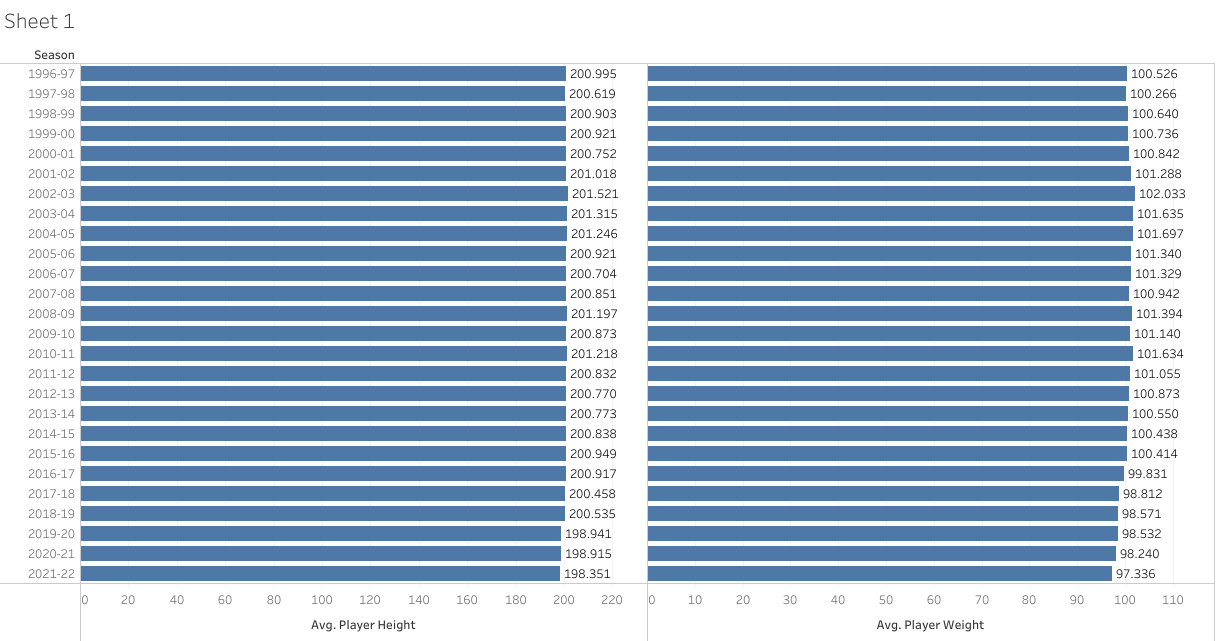 Sheet 1
Season
1996-97 200.995 100.526
1997-98 200.619 100.266
1998-99 200.903 100.640
1999-00 200.921 100.736
2000-01 200.752 100.842
2001-02 201.018 101.288
2002-03 201.521 102.033
2003-04 201.315 101.635
2004-05 201.246 101.697
2005-06 200.921 101.340
2006-07 200.704 101.329
2007-08 200.851 100.942
2008-09 201.197 101.394
2009-10 200.873 101.140
2010-11 201.218 101.634
2011-12 200.832 101.055
2012-13 200.770 100.873
2013-14 200.773 100.550
2014-15 200.838 100.438
2015-16 200.949 100.414
2016-17 200.917 99.831
2017-18 200.458 98.812
2018-19 200.535 98.571
2019-20 198.941 98.532
2020-21 198.915 98.240
2021-22 198.351 97.336
0 20 40 60 80 100 120 140 160 180 200 220 0 10 20 30 40 50 60 70 80 90 100 110
Avg. Player Height Avg. Player Weight